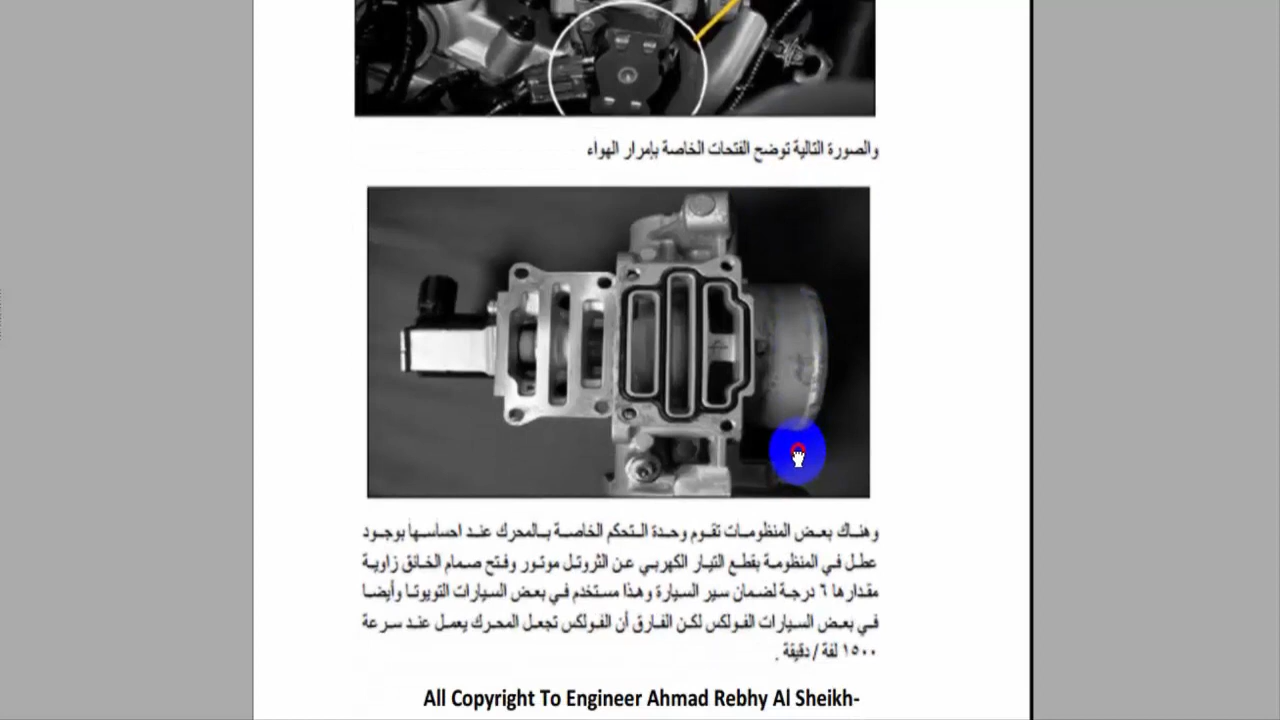 والصورة التالية توضح الفتحات الخاصة بإمرار الهواء
وهناك بعض المنظومات تقوم وحدة التحكم الخاصة بالمحرك عند احساسها بوجود
عطل في المنظومة بقطع التيار الكهربي عن الثروتل موتور وفتح صمام الخانق زاوية
مقدارها ٦ درجة لضمان سير السيارة وهذا مستخدم في بعض السيارات التويوتا وأيضا
في بعض السيارات الفولكس لكن الفارق أن الفولكس تجعل المحرك يعمل عند سرعة
١٥٠٠ لفة / دقيقة .
All Copyright To Engineer Ahmad Rebhy Al Sheikh-